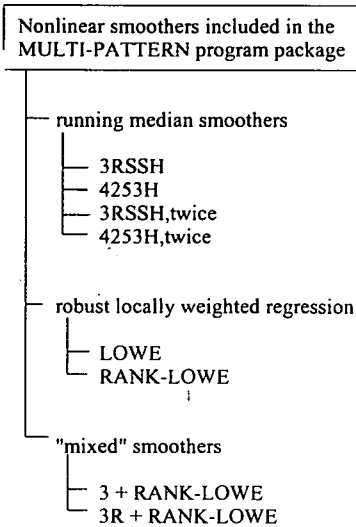 Nonlinear smoothers included in the
MULTI-PATTERN program package
running median smoothers
3RSSH
4253H
3RSSH,twice
4253H,twice
robust locally weighted regression
LOWE
RANK-LOWE
"mixed" smoothers
3 + RANK-LOWE
3R + RANK-LOWE